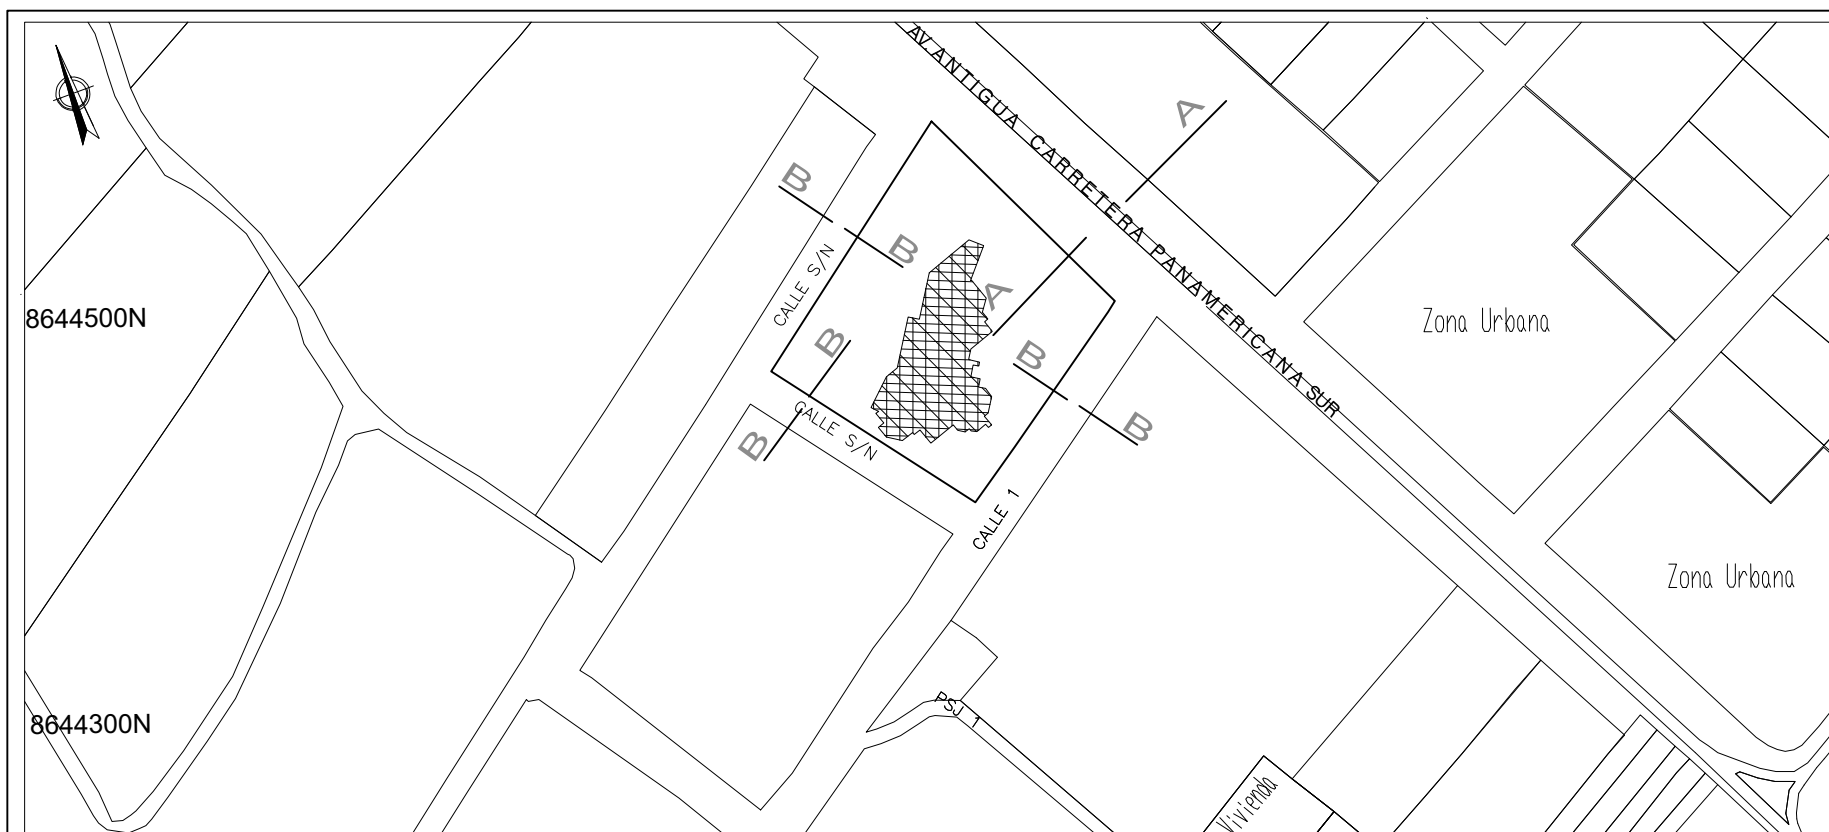 AV. ANTIGUA CARRETERA PANAMERICANA SUR
A
B
B
CALLE S/N
A
8644500N
Zona Urbana
B
B
CALLE S/N
B
B
CALLE 1
Zona Urbana
PSJ 1
8644300N
Vivienda